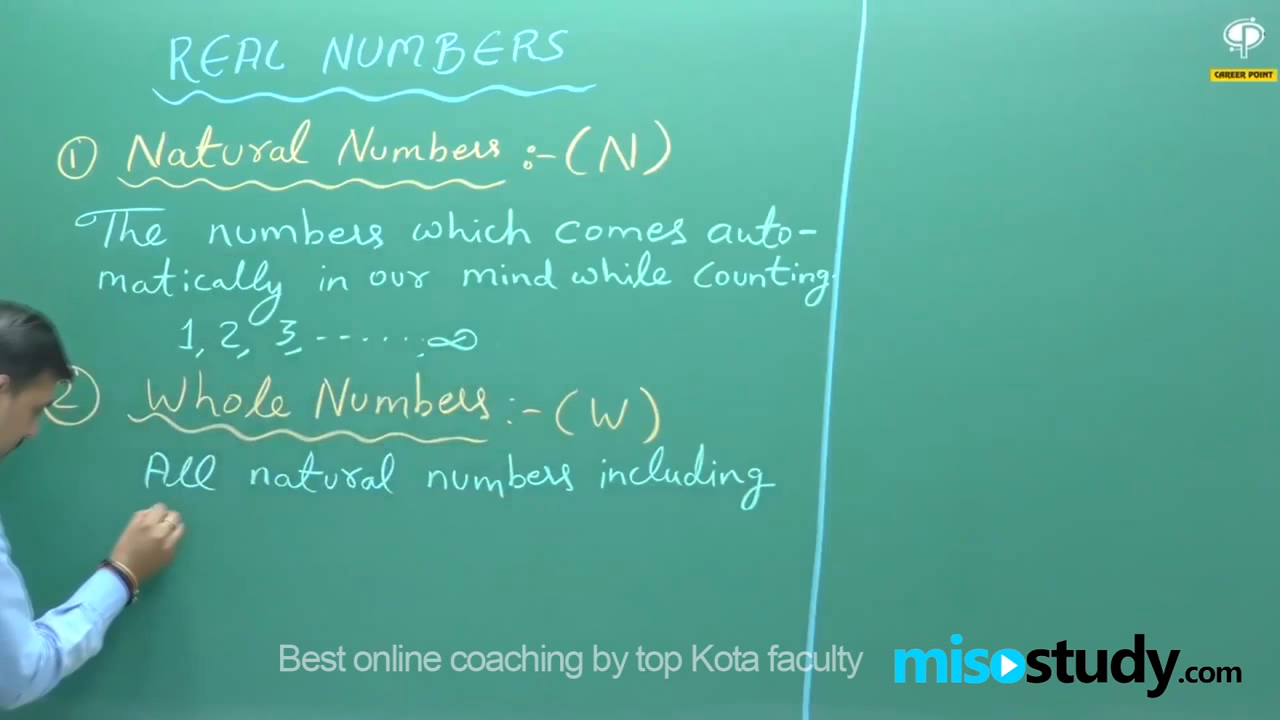 REAL NUMBERS
① Natural Numbers :- (N)
The numbers which comes auto-
matically in our mind while counting.
1, 2, 3, -----..., ∞
② Whole Numbers :- (W)
All natural numbers including
CAREER POINT
Best online coaching by top Kota faculty
misostudy.com